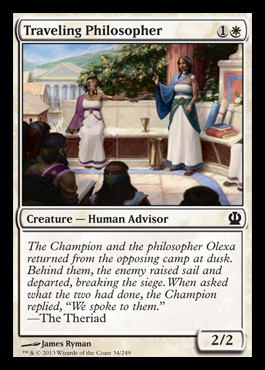 Traveling Philosopher 1
Creature — Human Advisor
The Champion and the philosopher Olexa
returned from the opposing camp at dusk.
Behind them, the enemy raised sail and
departed, breaking the siege. When asked
what the two had done, the Champion
replied, “We spoke to them.”
—The Theriad
2/2
James Ryman
™ & © 2013 Wizards of the Coast 34/249